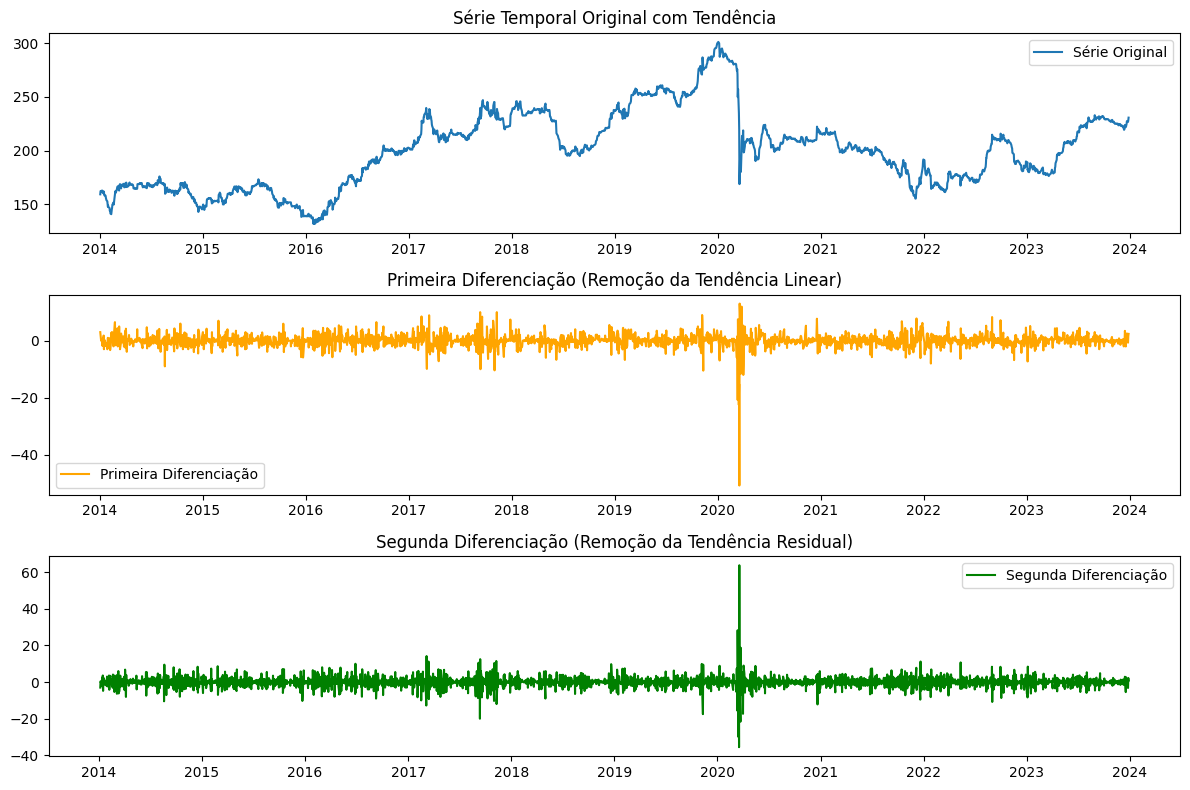 Série Temporal Original com Tendência
Série Original
300
250
200
150
2014 2015 2016 2017 2018 2019 2020 2021 2022 2023 2024
Primeira Diferenciação (Remoção da Tendência Linear)
0
−20
−40
Primeira Diferenciação
2014 2015 2016 2017 2018 2019 2020 2021 2022 2023 2024
Segunda Diferenciação (Remoção da Tendência Residual)
Segunda Diferenciação
60
40
20
0
−20
−40
2014 2015 2016 2017 2018 2019 2020 2021 2022 2023 2024